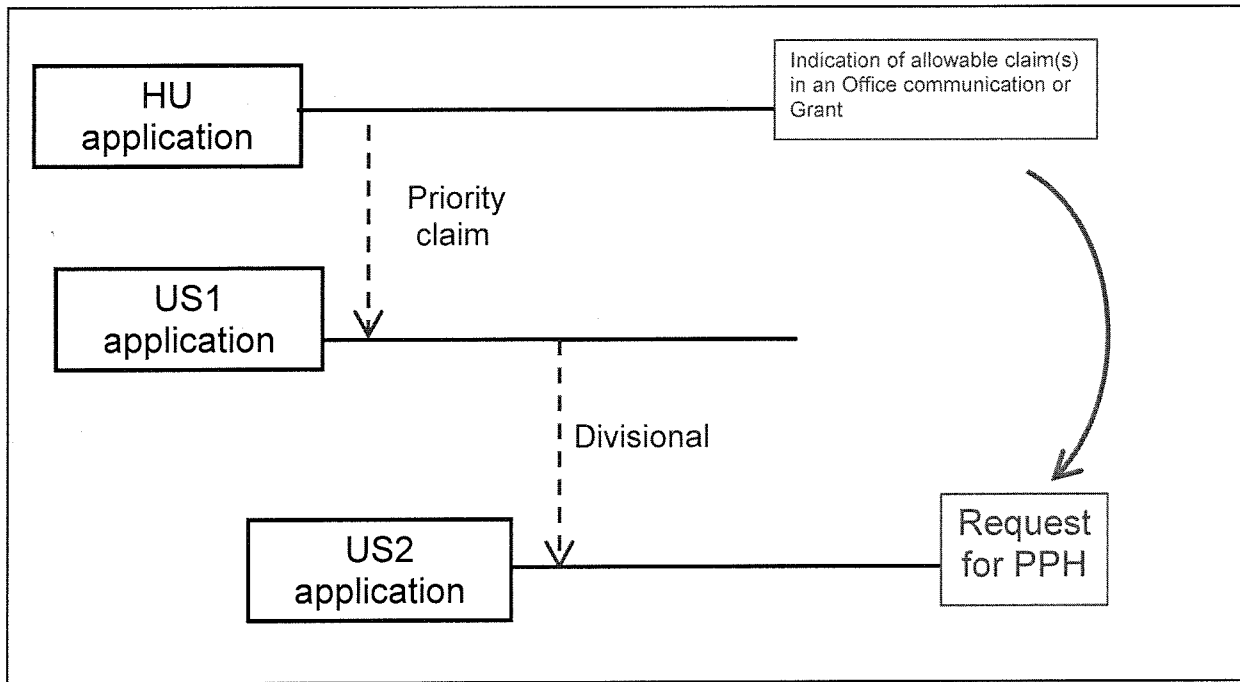 HU
application
Indication of allowable claim(s)
in an Office communication or
Grant
Priority
claim
US1
application
Divisional
US2
application
Request
for PPH